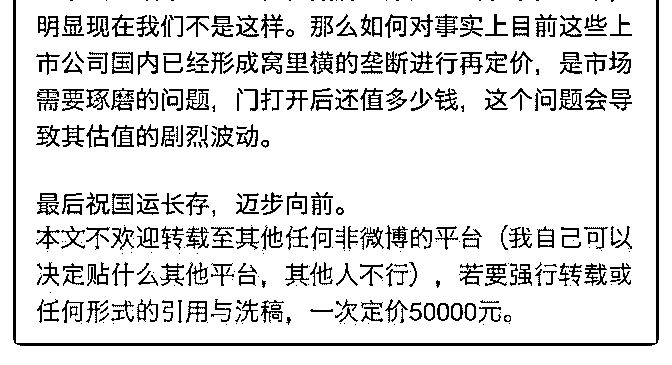 明显现在我们不是这样。那么如何对事实上目前这些上
市公司国内已经形成窝里横的垄断进行再定价，是市场
需要琢磨的问题，门打开后还值多少钱，这个问题会导
致其估值的剧烈波动。
最后祝国运长存，迈步向前。
本文不欢迎转载至其他任何非微博的平台（我自己可以
决定贴什么其他平台，其他人不行），若要强行转载或
任何形式的引用与洗稿，一次定价50000元。